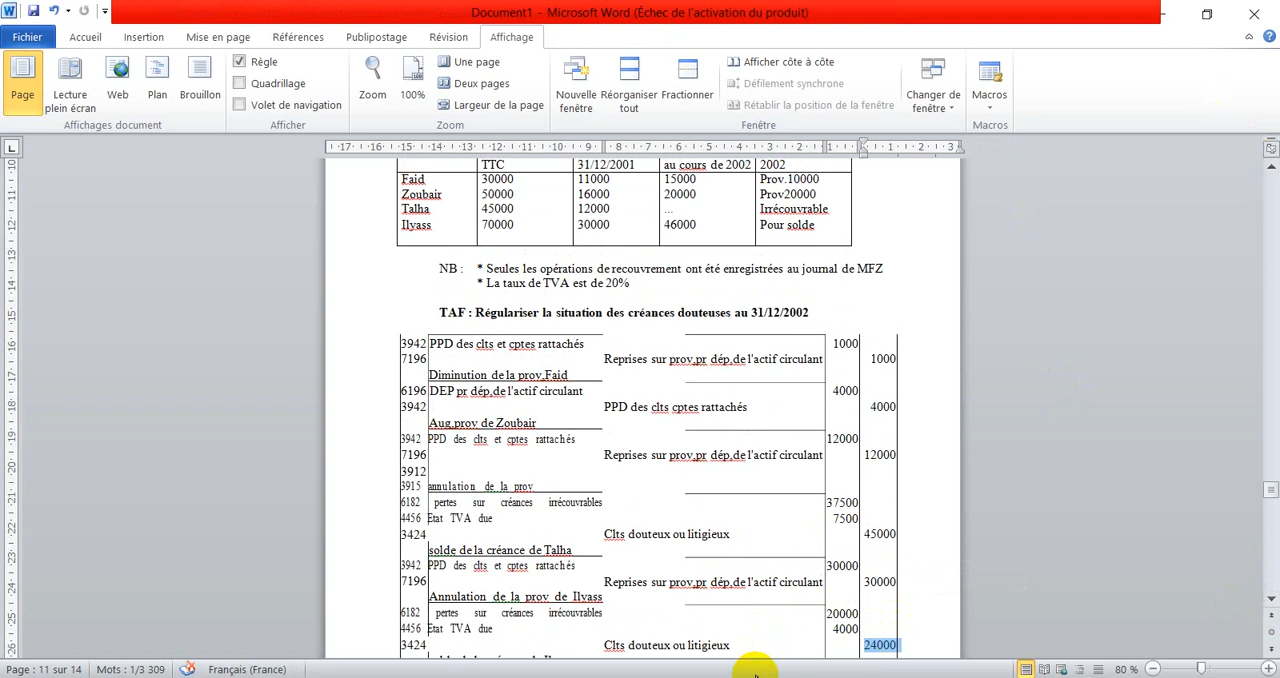 Document1 - Microsoft Word (Échec de l'activation du produit)
Fichier Accueil Insertion Mise en page Références Publipostage Révision Affichage
Page Lecture plein écran Web Plan Brouillon
Affichages document
Règle
Quadrillage
Volet de navigation
Afficher
Zoom 100%
Une page
Deux pages
Largeur de la page
Zoom
Nouvelle fenêtre Réorganiser tout Fractionner
Afficher côte à côte
Défilement synchrone
Rétablir la position de la fenêtre
Changer de fenêtre
Fenêtre
Macros
Macros
TTC 31/12/2001 au cours de 2002 2002
Faid 30000 11000 15000 Prov.10000
Zoubair 50000 16000 20000 Prov20000
Talha 45000 12000 ... Irrécouvrable
Ilyass 70000 30000 46000 Pour solde
NB : * Seules les opérations de recouvrement ont été enregistrées au journal de MFZ
* La taux de TVA est de 20%
TAF : Régulariser la situation des créances douteuses au 31/12/2002
3942 PPD des clts et cptes rattachés 1000
7196 Reprises sur prov,pr dép,de l'actif circulant 1000
Diminution de la prov,Faid
6196 DEP pr dép,de l'actif circulant 4000
3942 PPD des clts cptes rattachés 4000
Aug,prov de Zoubair
3942 PPD des clts et cptes rattachés 12000
7196 Reprises sur prov,pr dép,de l'actif circulant 12000
3912
3915 annulation de la prov
6182 pertes sur créances irrécouvrables 37500
4456 Etat TVA due 7500
3424 Clts douteux ou litigieux 45000
solde de la créance de Talha
3942 PPD des clts et cptes rattachés 30000
7196 Reprises sur prov,pr dép,de l'actif circulant 30000
Annulation de la prov de Ilyass
6182 pertes sur créances irrécouvrables 20000
4456 Etat TVA due 4000
3424 Clts douteux ou litigieux 24000
Page : 11 sur 14 Mots : 1/3 309 Français (France) 80 %